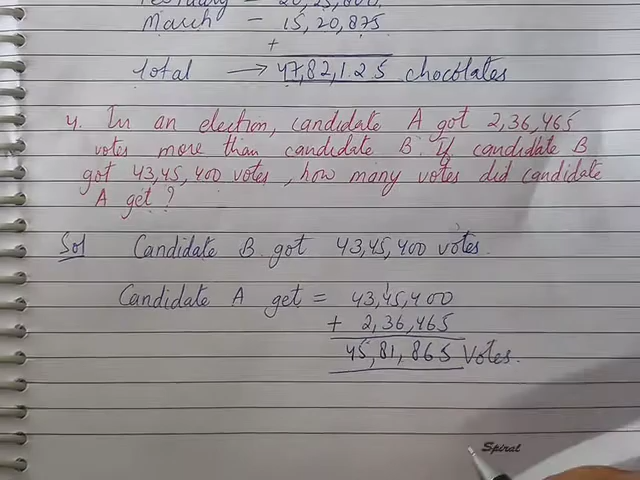 March - 15,20,875
+
Total → 47,82,125 chocolates
4. In an election, candidate A got 2,36,465
votes more than candidate B. If candidate B
got 43,45,400 votes, how many votes did candidate
A get?
Sol Candidate B got 43,45,400 votes.
Candidate A get = 43,45,400
+ 2,36,465
45,81,865 Votes.
Spiral